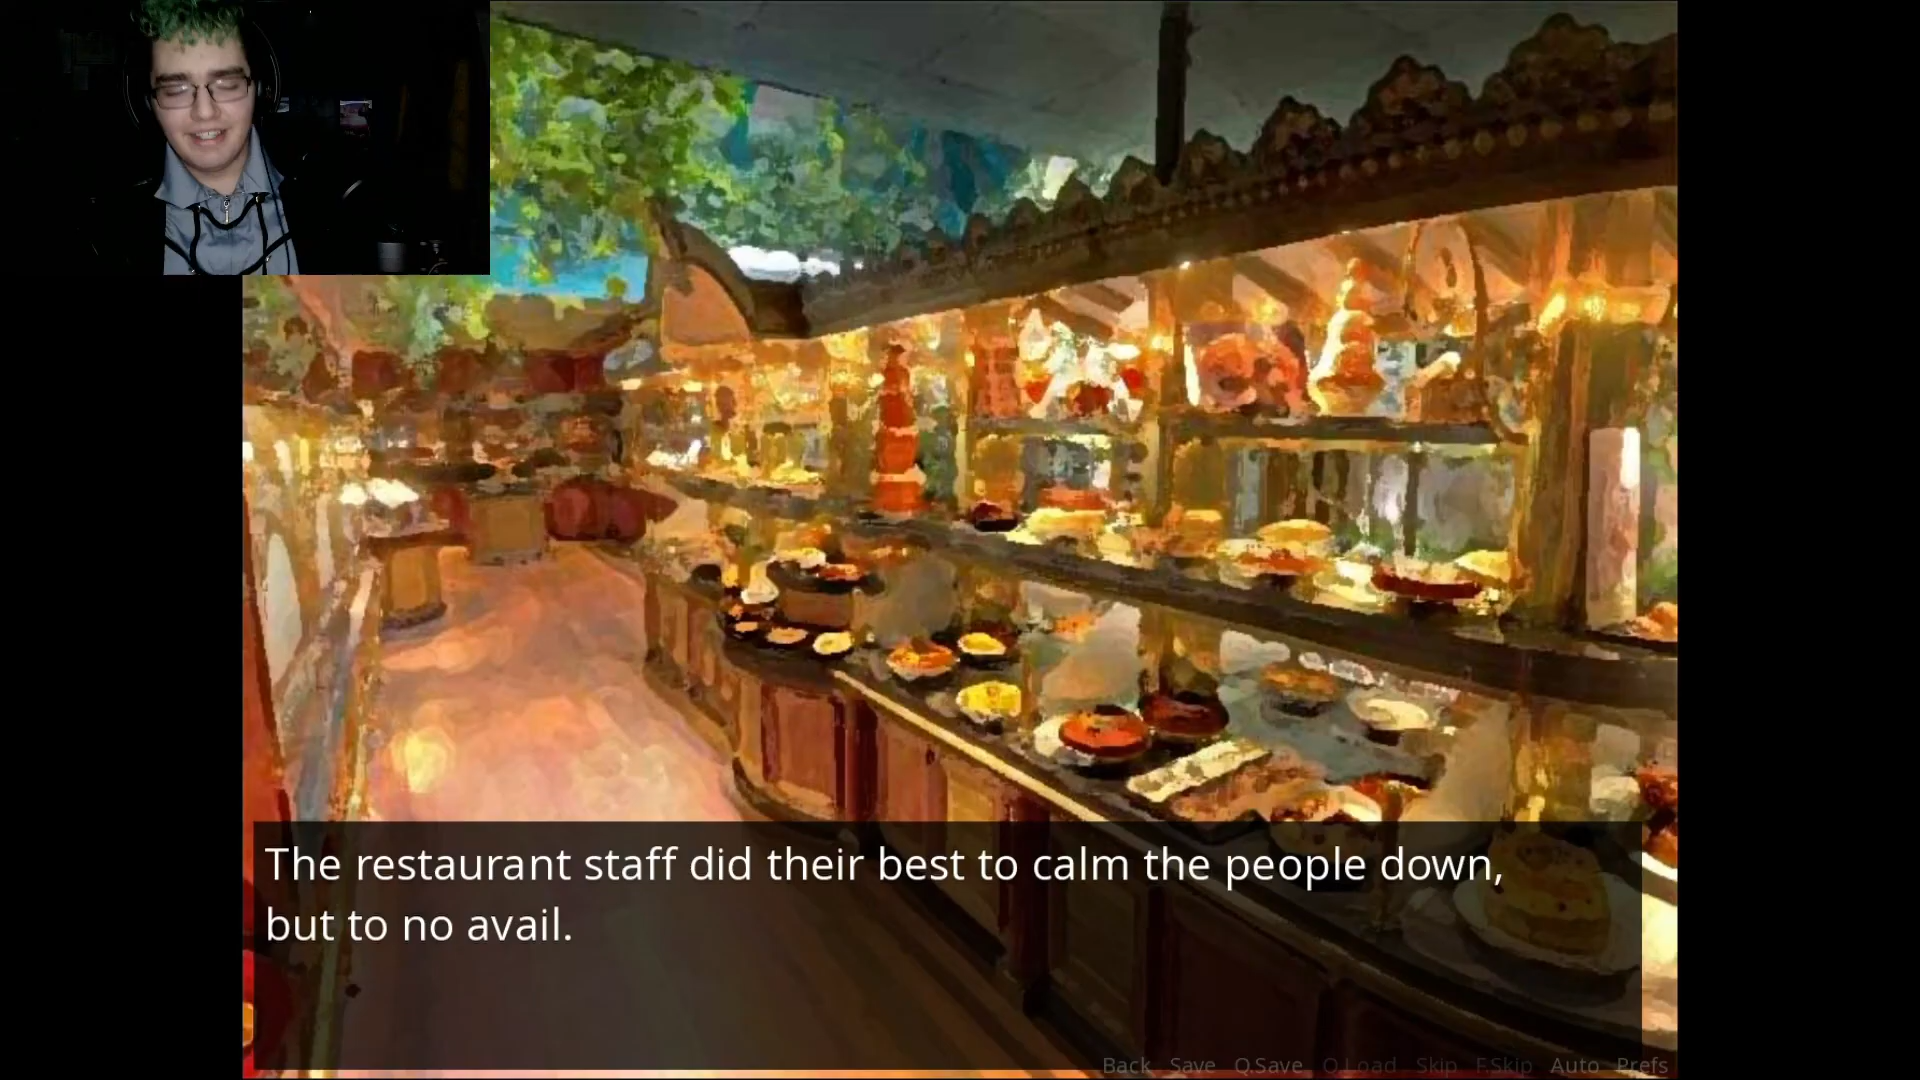 The restaurant staff did their best to calm the people down,
but to no avail.
Back Save Q.Save Q.Load Skip F.Skip Auto Prefs